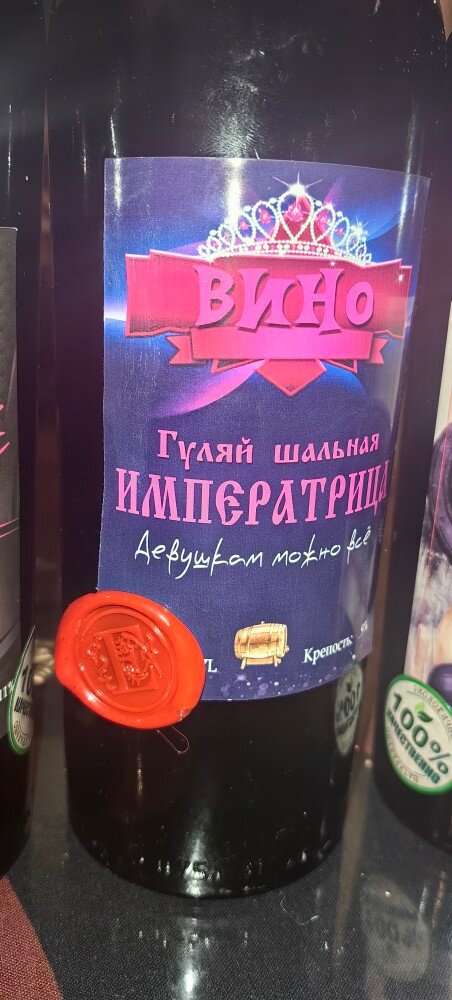 ВИНО
Гуляй шальная
ИМПЕРАТРИЦА
Девушкам можно всё
Крепость:
100%